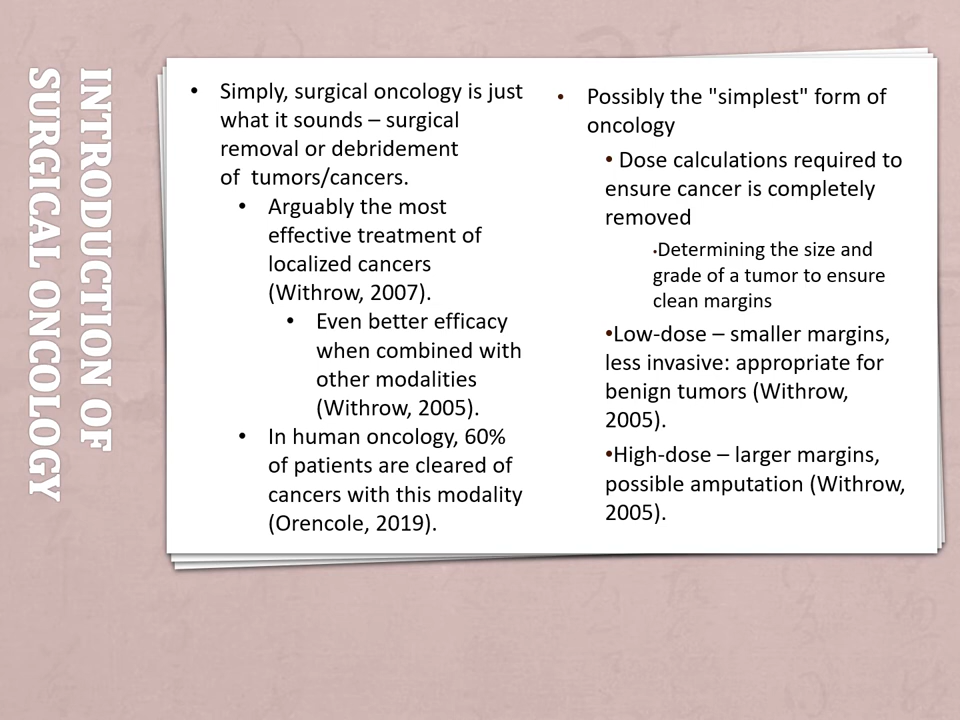 INTRODUCTION OF
SURGICAL ONCOLOGY
• Simply, surgical oncology is just
what it sounds – surgical
removal or debridement
of  tumors/cancers.
• Arguably the most
effective treatment of
localized cancers
(Withrow, 2007).
• Even better efficacy
when combined with
other modalities
(Withrow, 2005).
• In human oncology, 60%
of patients are cleared of
cancers with this modality
(Orencole, 2019).
• Possibly the "simplest" form of
oncology
• Dose calculations required to
ensure cancer is completely
removed
•Determining the size and
grade of a tumor to ensure
clean margins
•Low-dose – smaller margins,
less invasive: appropriate for
benign tumors (Withrow,
2005).
•High-dose – larger margins,
possible amputation (Withrow,
2005).